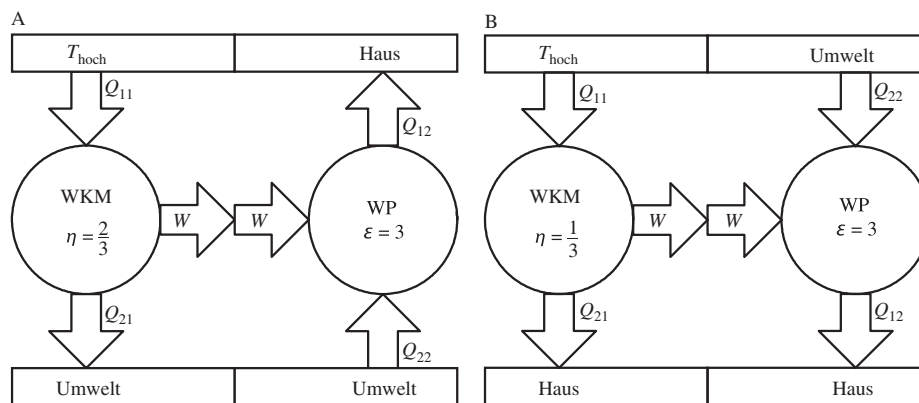 A
T_hoch
Haus
Q_11
Q_12
WKM
η = 2/3
W
W
WP
ε = 3
Q_21
Q_22
Umwelt
Umwelt
B
T_hoch
Umwelt
Q_11
Q_22
WKM
η = 1/3
W
W
WP
ε = 3
Q_21
Q_12
Haus
Haus